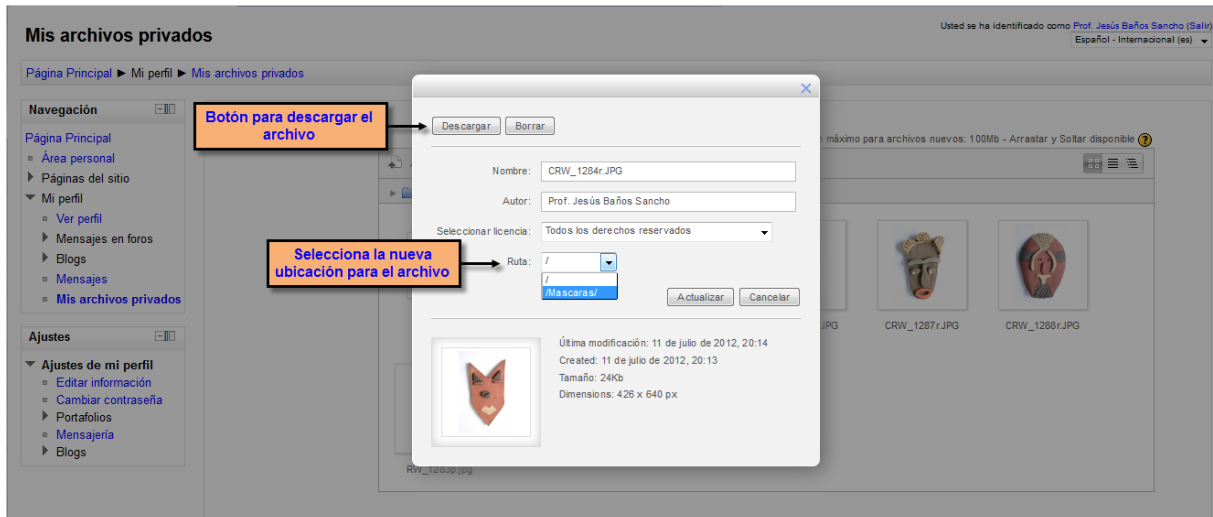 Mis archivos privados
Usted se ha identificado como Prof. Jesús Baños Sancho (Salir)
Español - Internacional (es)
Página Principal ► Mi perfil ► Mis archivos privados
Navegación
Página Principal
Área personal
Páginas del sitio
Mi perfil
Ver perfil
Mensajes en foros
Blogs
Mensajes
Mis archivos privados
Ajustes
Ajustes de mi perfil
Editar información
Cambiar contraseña
Portafolios
Mensajería
Blogs
Botón para descargar el
archivo
máximo para archivos nuevos: 100Mb - Arrastar y Soltar disponible
Descargar Borrar
Nombre: CRW_1284r.JPG
Autor: Prof. Jesús Baños Sancho
Seleccionar licencia: Todos los derechos reservados
Selecciona la nueva
ubicación para el archivo
Ruta: /
/
/Mascaras/
Actualizar Cancelar
Última modificación: 11 de julio de 2012, 20:14
Created: 11 de julio de 2012, 20:13
Tamaño: 24Kb
Dimensions: 426 x 640 px
JPG CRW_1287r.JPG CRW_1288r.JPG
RW_1283p.jpg